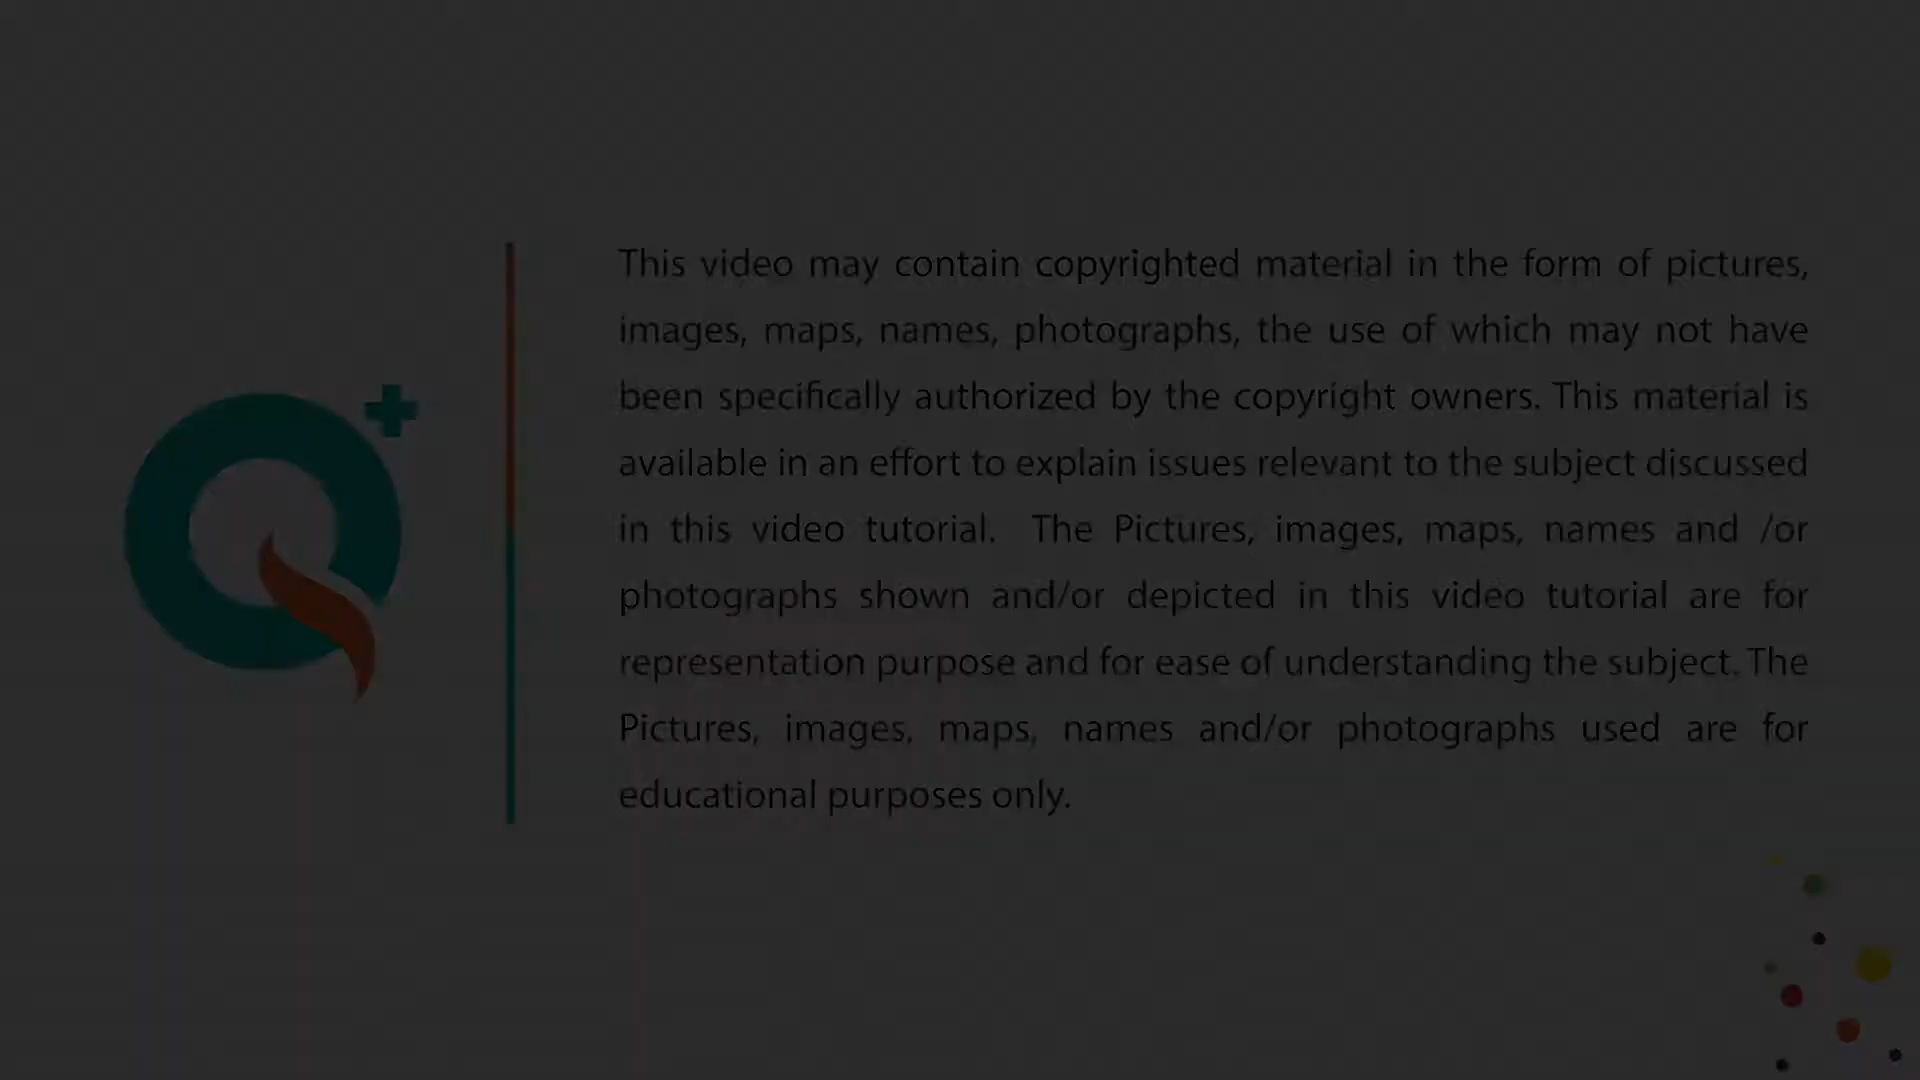 This video may contain copyrighted material in the form of pictures,
images, maps, names, photographs, the use of which may not have
been specifically authorized by the copyright owners. This material is
available in an effort to explain issues relevant to the subject discussed
in this video tutorial. The Pictures, images, maps, names and /or
photographs shown and/or depicted in this video tutorial are for
representation purpose and for ease of understanding the subject. The
Pictures, images, maps, names and/or photographs used are for
educational purposes only.